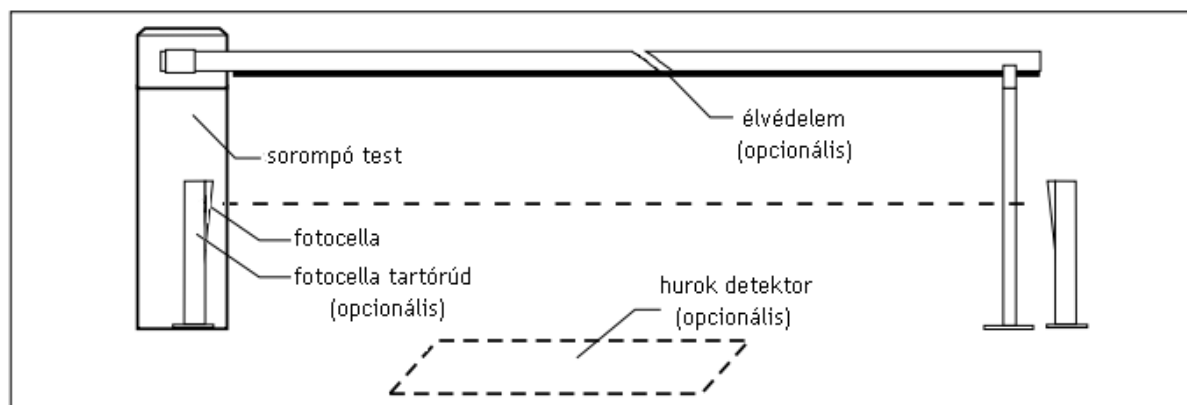 élvédelem
(opcionális)
sorompó test
fotocella
fotocella tartórúd
(opcionális)
hurok detektor
(opcionális)